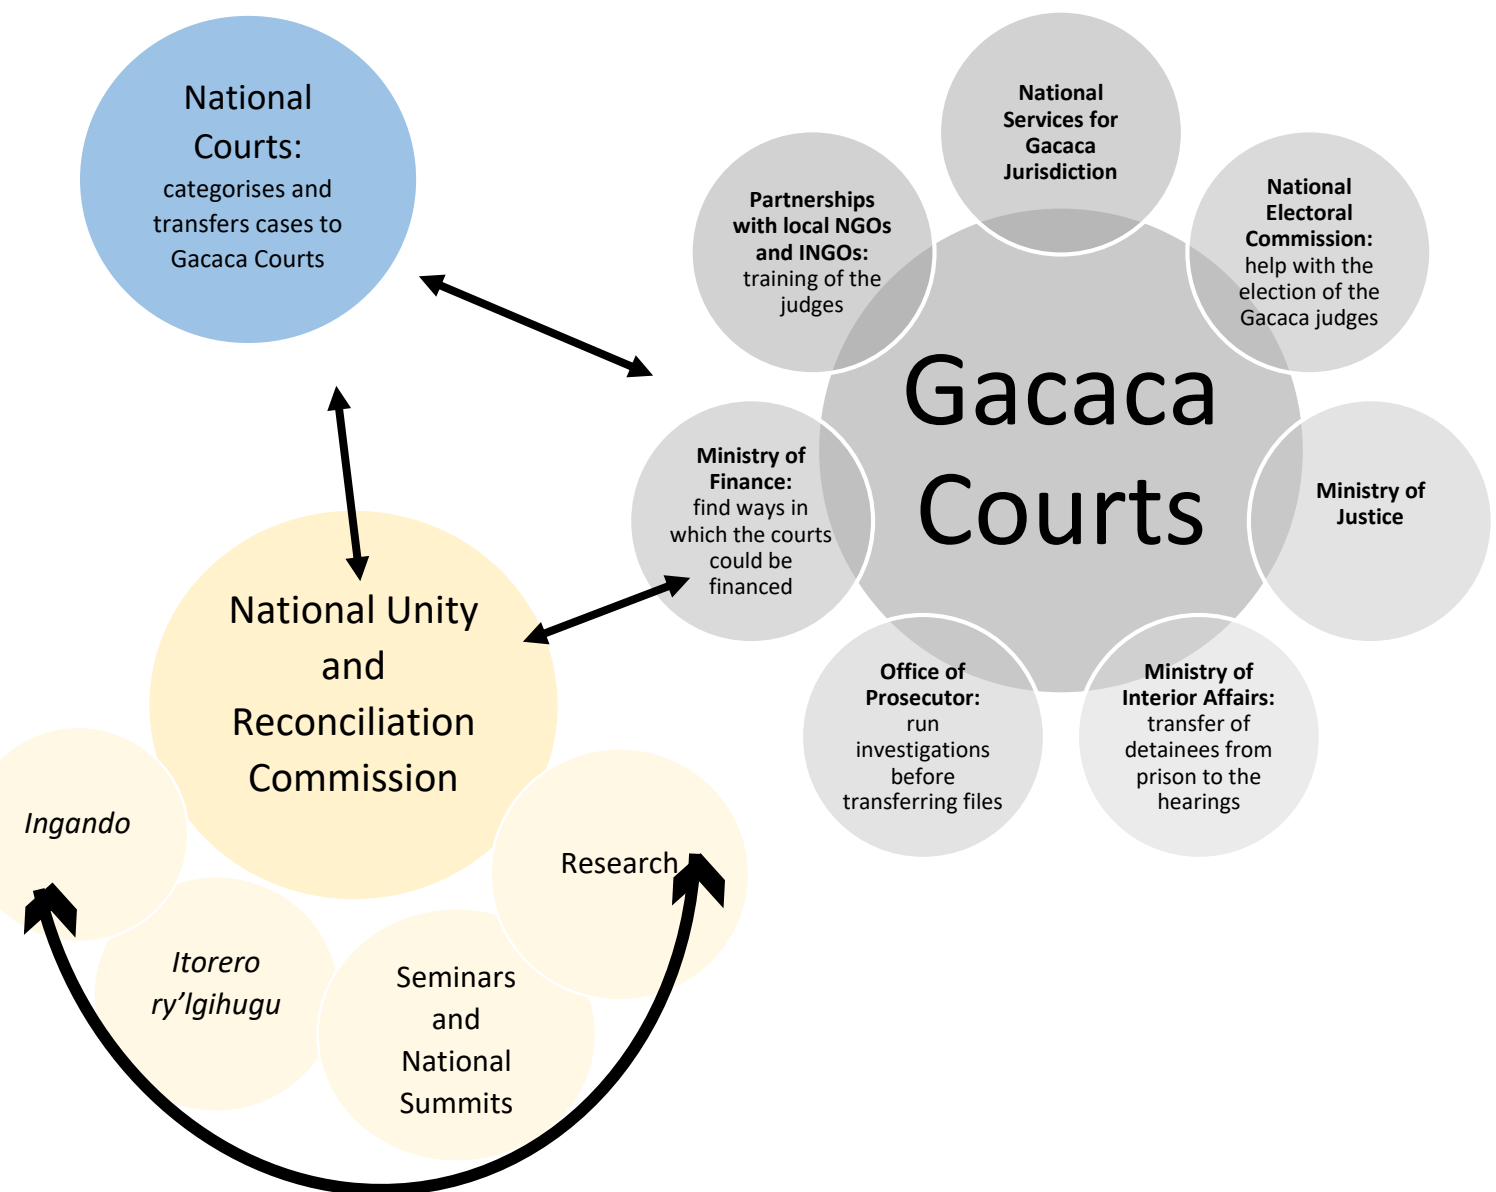 National
Courts:
categorises and
transfers cases to
Gacaca Courts
National
Services for
Gacaca
Jurisdiction
Partnerships
with local NGOs
and INGOs:
training of the
judges
National
Electoral
Commission:
help with the
election of the
Gacaca judges
Gacaca
Courts
Ministry of
Finance:
find ways in
which the courts
could be
financed
Ministry of
Justice
Office of
Prosecutor:
run
investigations
before
transferring files
Ministry of
Interior Affairs:
transfer of
detainees from
prison to the
hearings
National Unity
and
Reconciliation
Commission
Ingando
Itorero
ry’lgihugu
Seminars
and
National
Summits
Research